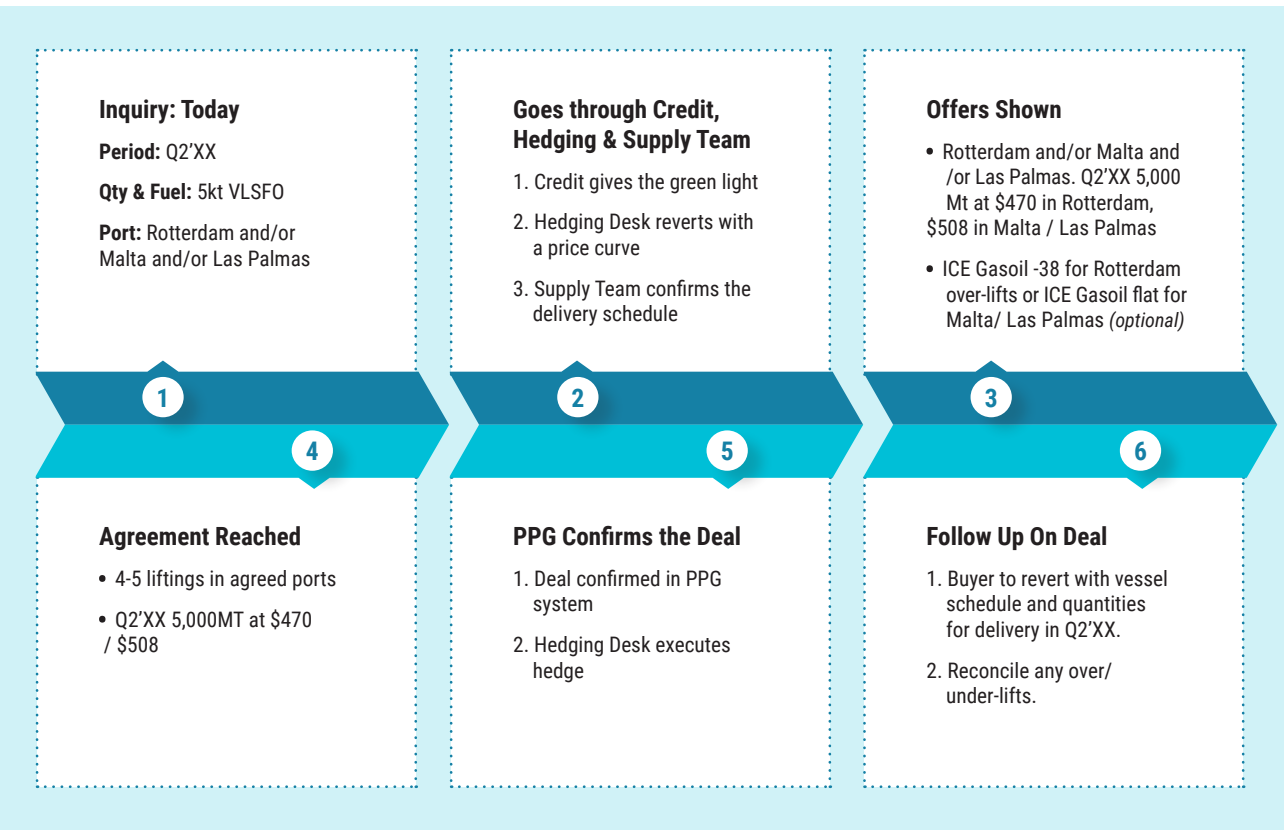 Inquiry: Today
Period: Q2'XX
Qty & Fuel: 5kt VLSFO
Port: Rotterdam and/or
Malta and/or Las Palmas
1
Goes through Credit,
Hedging & Supply Team
1. Credit gives the green light
2. Hedging Desk reverts with
a price curve
3. Supply Team confirms the
delivery schedule
2
Offers Shown
• Rotterdam and/or Malta and
/or Las Palmas. Q2'XX 5,000
Mt at $470 in Rotterdam,
$508 in Malta / Las Palmas
• ICE Gasoil -38 for Rotterdam
over-lifts or ICE Gasoil flat for
Malta/ Las Palmas (optional)
3
4
Agreement Reached
• 4-5 liftings in agreed ports
• Q2'XX 5,000MT at $470
/ $508
5
PPG Confirms the Deal
1. Deal confirmed in PPG
system
2. Hedging Desk executes
hedge
6
Follow Up On Deal
1. Buyer to revert with vessel
schedule and quantities
for delivery in Q2'XX.
2. Reconcile any over/
under-lifts.